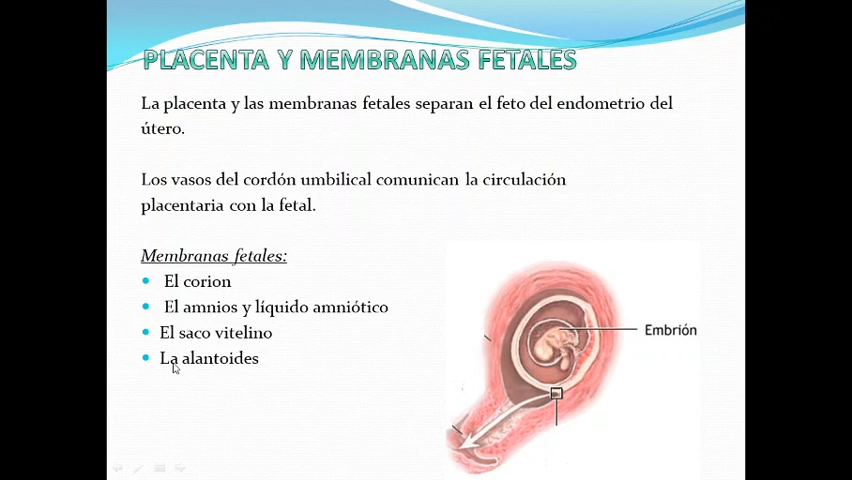 PLACENTA Y MEMBRANAS FETALES
La placenta y las membranas fetales separan el feto del endometrio del
útero.
Los vasos del cordón umbilical comunican la circulación
placentaria con la fetal.
Membranas fetales:
• El corion
• El amnios y líquido amniótico
• El saco vitelino
• La alantoides
Embrión